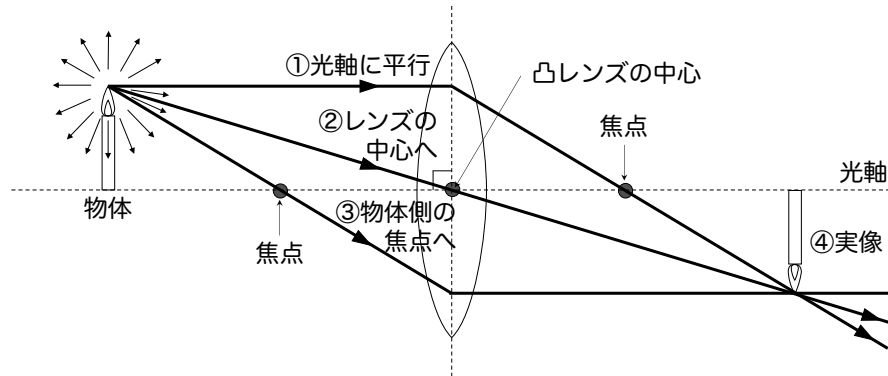 ①光軸に平行
凸レンズの中心
②レンズの
中心へ
焦点
光軸
物体
③物体側の
焦点へ
焦点
④実像